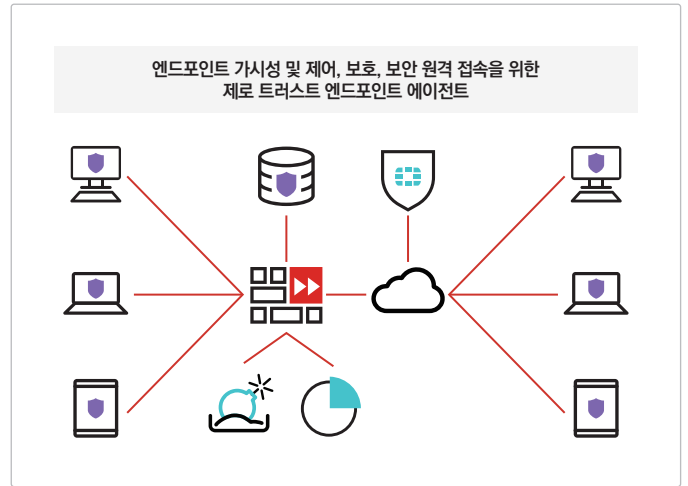 엔드포인트 가시성 및 제어, 보호, 보안 원격 접속을 위한
제로 트러스트 엔드포인트 에이전트